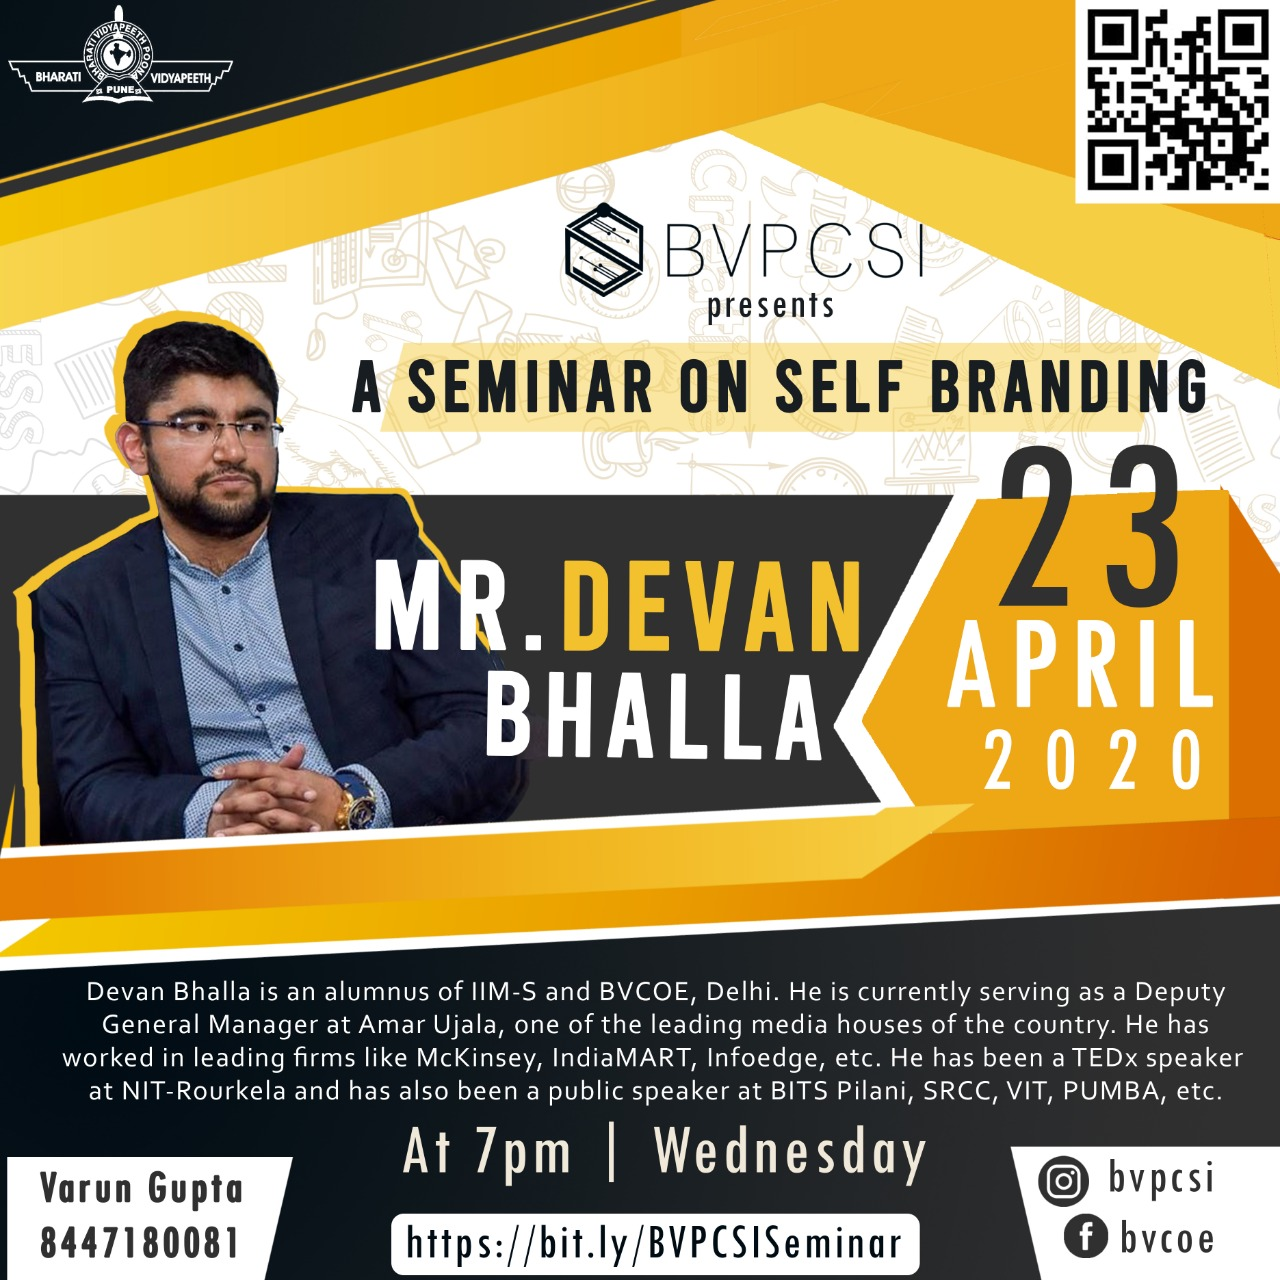 BHARATI VIDYAPEETH POONA
BHARATI VIDYAPEETH
PUNE
BVPCSI
presents
A SEMINAR ON SELF BRANDING
23
APRIL
2020
MR.DEVAN
BHALLA
Devan Bhalla is an alumnus of IIM-S and BVCOE, Delhi. He is currently serving as a Deputy
General Manager at Amar Ujala, one of the leading media houses of the country. He has
worked in leading firms like McKinsey, IndiaMART, Infoedge, etc. He has been a TEDx speaker
at NIT-Rourkela and has also been a public speaker at BITS Pilani, SRCC, VIT, PUMBA, etc.
At 7pm | Wednesday
Varun Gupta
8447180081
https://bit.ly/BVPCSISeminar
bvpcsi
bvcoe